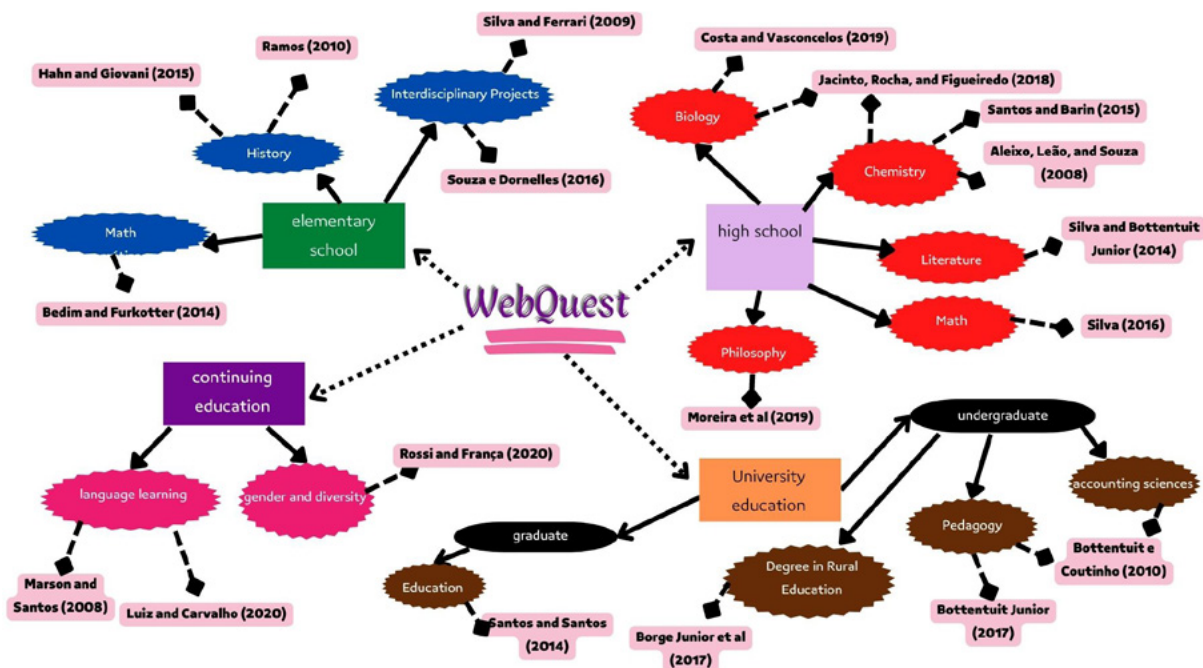 Silva and Ferrari (2009)
Ramos (2010)
Hahn and Giovani (2015)
Interdisciplinary Projects
History
Souza e Dornelles (2016)
elementary
school
Math
Bedim and Furkotter (2014)
Costa and Vasconcelos (2019)
Jacinto, Rocha, and Figueiredo (2018)
Biology
Santos and Barin (2015)
Aleixo, Leão, and Souza
(2008)
Chemistry
high school
Silva and Bottentuit
Junior (2014)
Literature
Math
Silva (2016)
Philosophy
Moreira et al (2019)
WebQuest
continuing
education
language learning
gender and diversity
Rossi and França (2020)
Marson and
Santos (2008)
Luiz and Carvalho (2020)
University
education
undergraduate
accounting sciences
Pedagogy
Bottentuit e
Coutinho (2010)
Bottentuit Junior
(2017)
Degree in Rural
Education
Borge Junior et al
(2017)
graduate
Education
Santos and Santos
(2014)